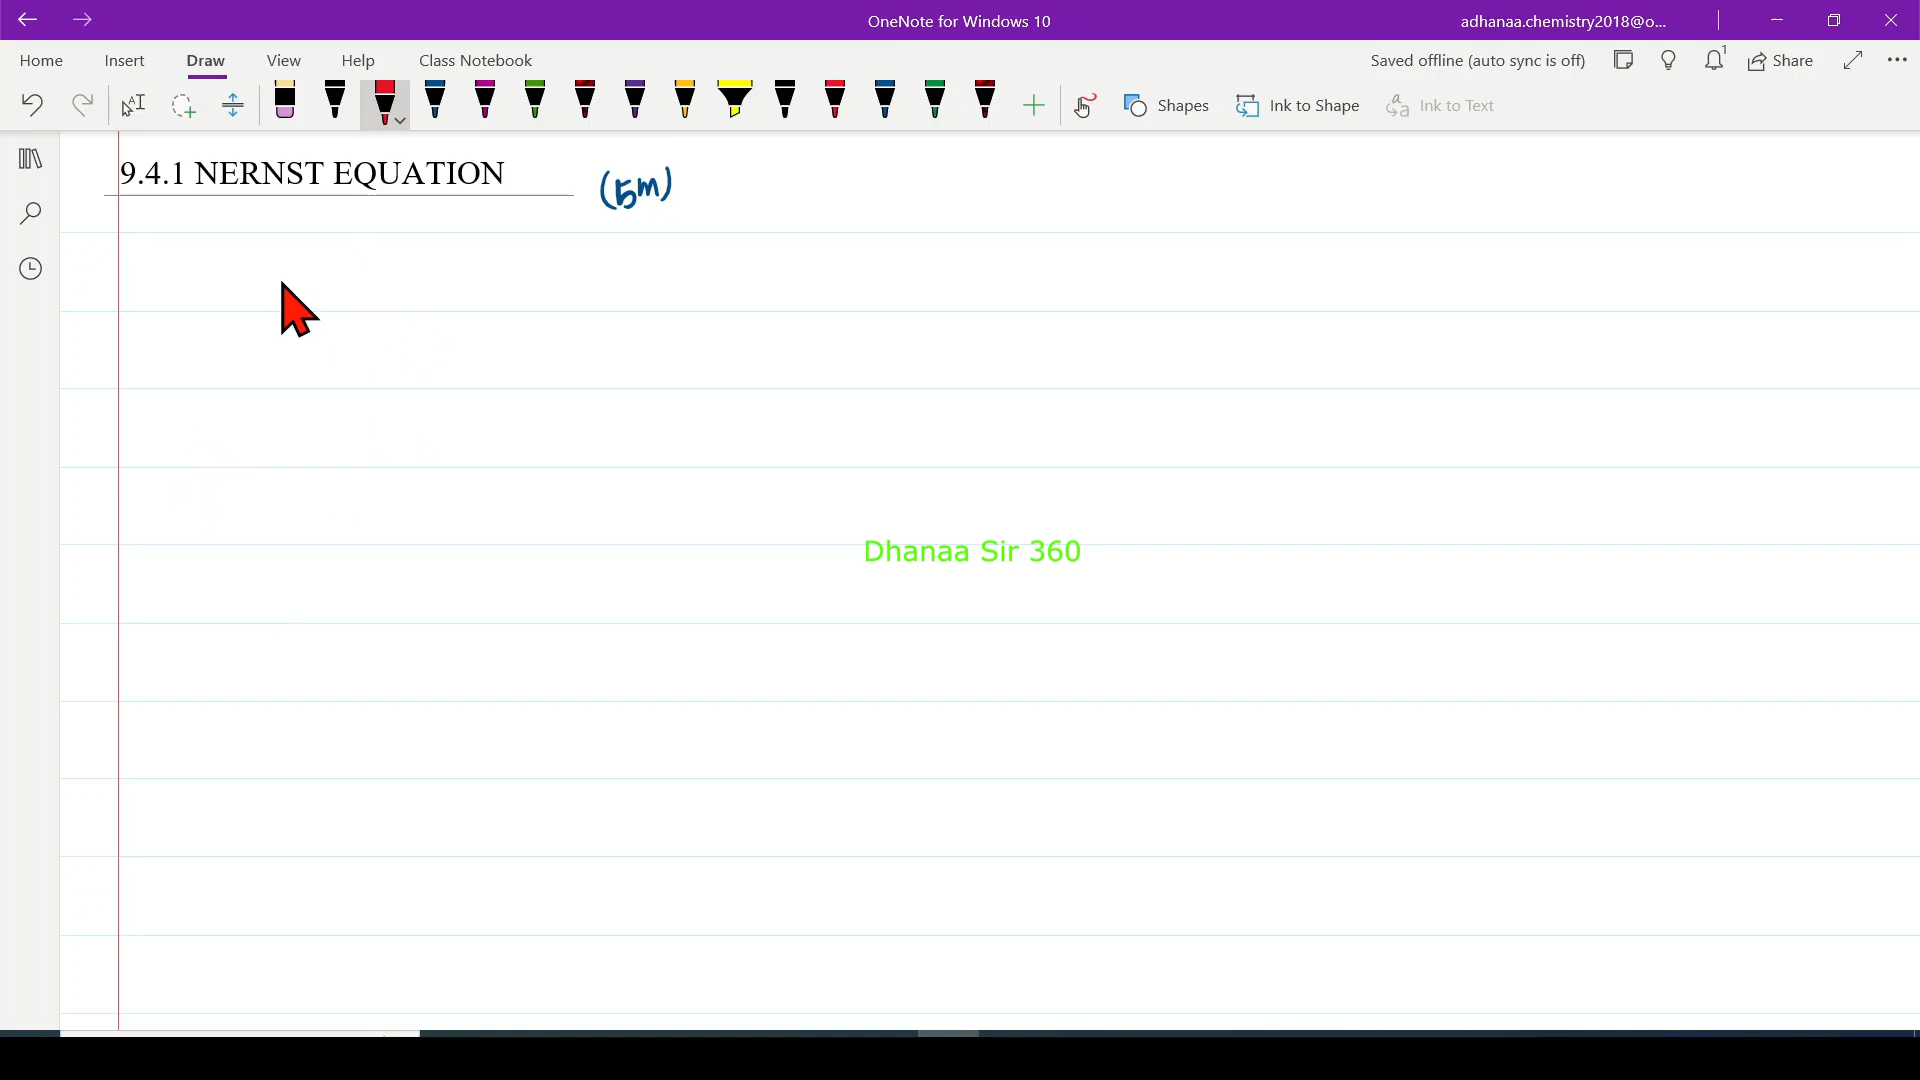 OneNote for Windows 10
adhanaa.chemistry2018@o...
Home Insert Draw View Help Class Notebook
Saved offline (auto sync is off) 1 Share
Shapes Ink to Shape Ink to Text
9.4.1 NERNST EQUATION (5m)
Dhanaa Sir 360